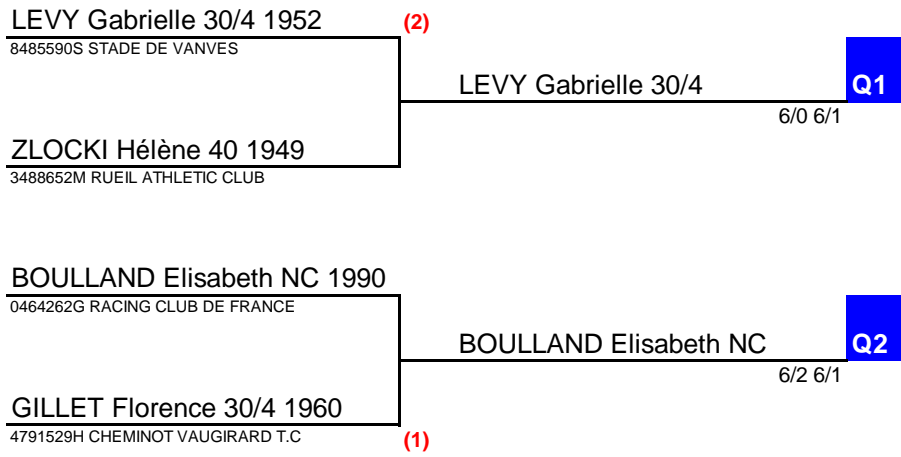 LEVY Gabrielle 30/4 1952
(2)
8485590S STADE DE VANVES
LEVY Gabrielle 30/4
Q1
6/0 6/1
ZLOCKI Hélène 40 1949
3488652M RUEIL ATHLETIC CLUB
BOULLAND Elisabeth NC 1990
0464262G RACING CLUB DE FRANCE
BOULLAND Elisabeth NC
Q2
6/2 6/1
GILLET Florence 30/4 1960
4791529H CHEMINOT VAUGIRARD T.C
(1)